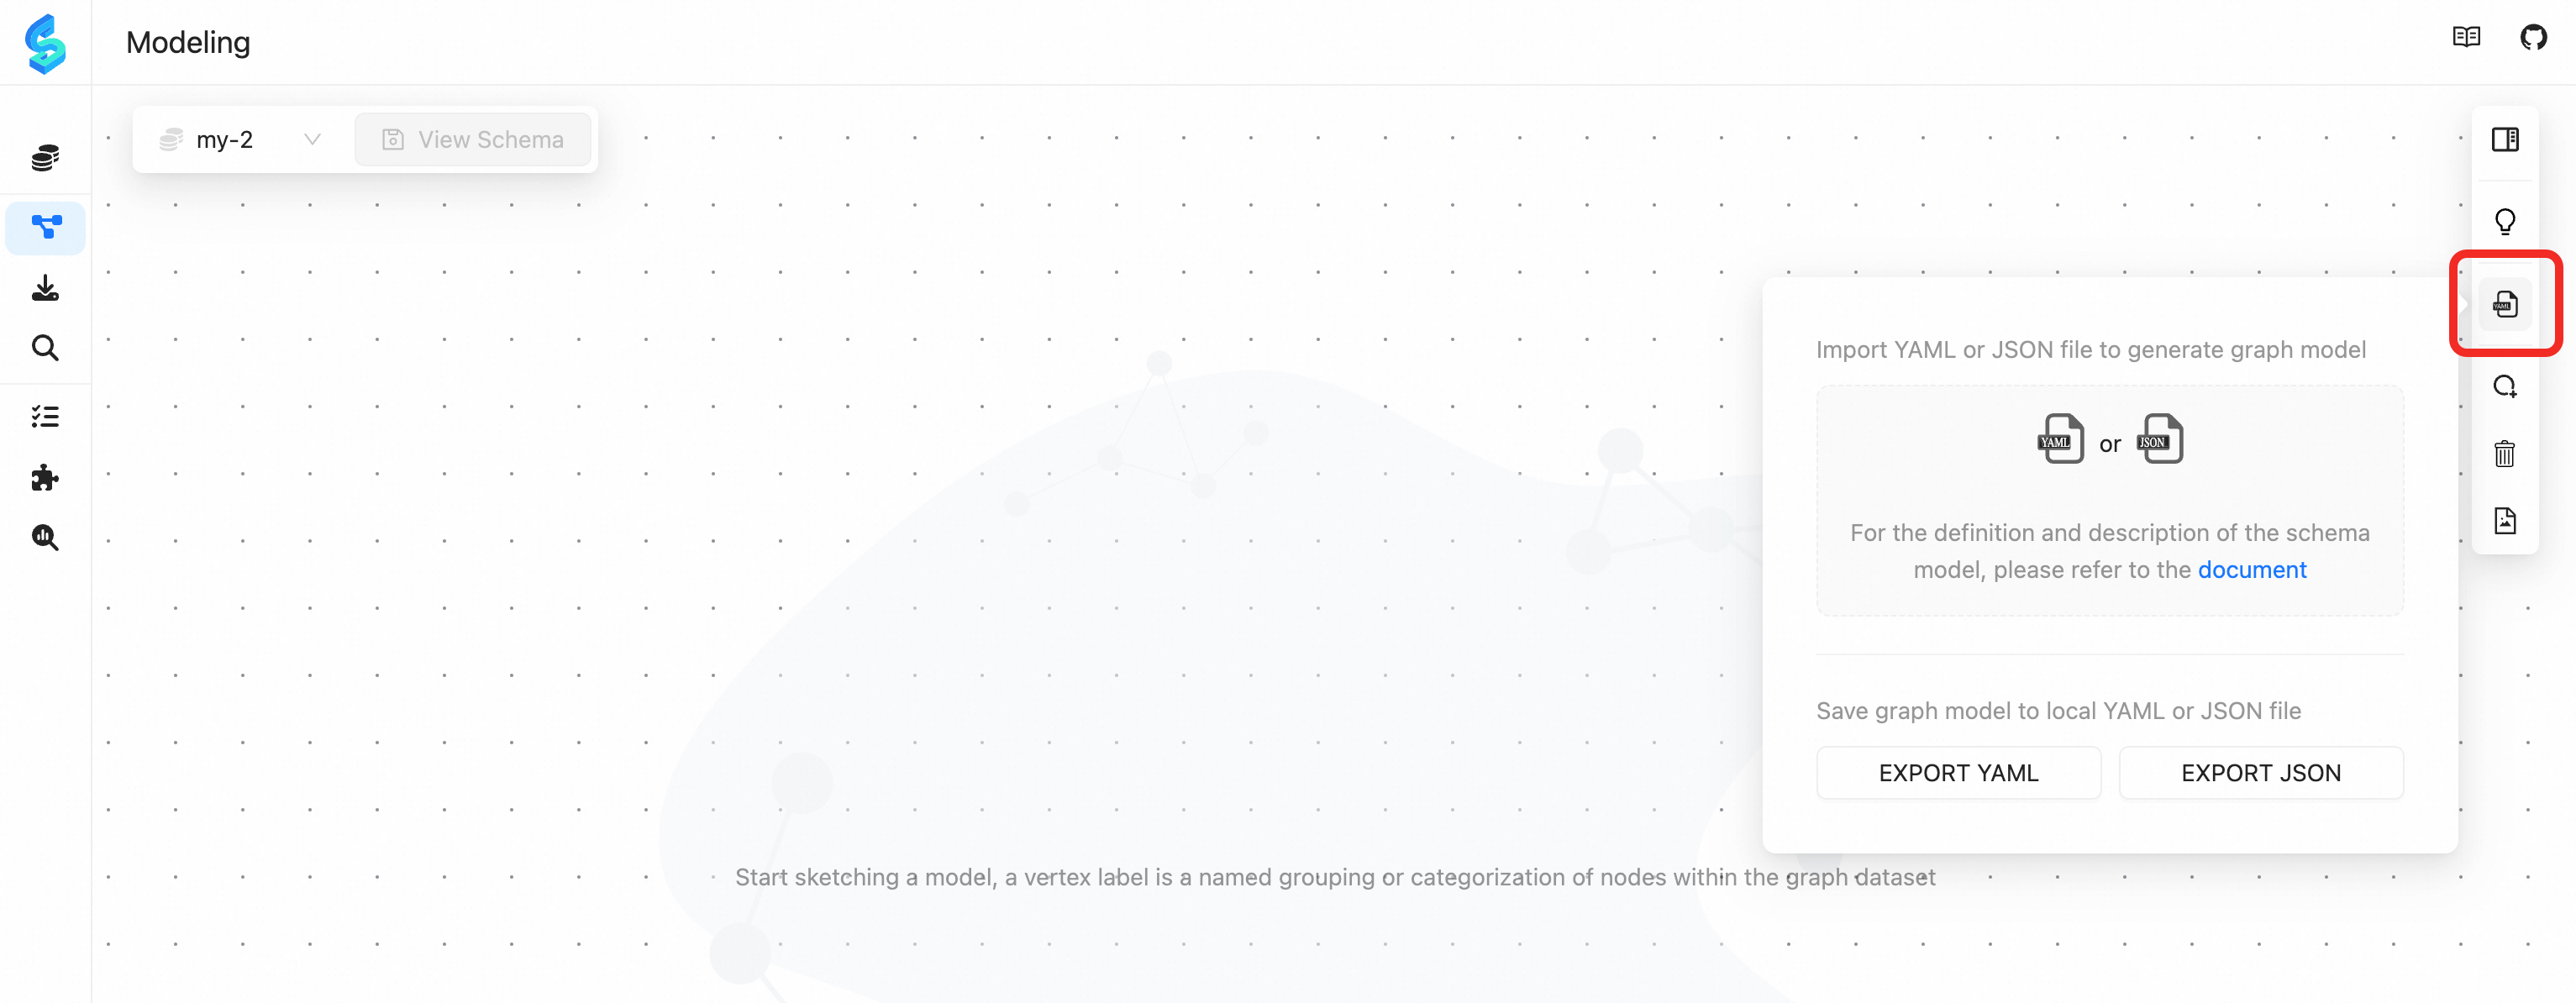 Modeling
my-2
View Schema
YAML
Import YAML or JSON file to generate graph model
YAML or JSON
For the definition and description of the schema
model, please refer to the document
Save graph model to local YAML or JSON file
EXPORT YAML
EXPORT JSON
Start sketching a model, a vertex label is a named grouping or categorization of nodes within the graph dataset